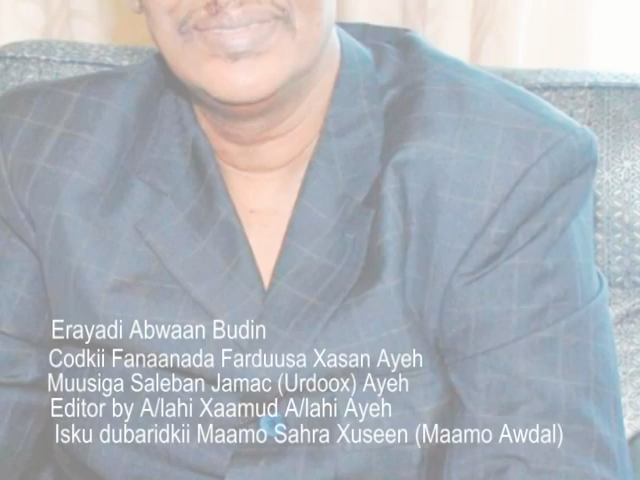 Erayadi Abwaan Budin
Codkii Fanaanada Farduusa Xasan Ayeh
Muusiga Saleban Jamac (Urdoox) Ayeh
Editor by A/lahi Xaamud A/lahi Ayeh
Isku dubaridkii Maamo Sahra Xuseen (Maamo Awdal)